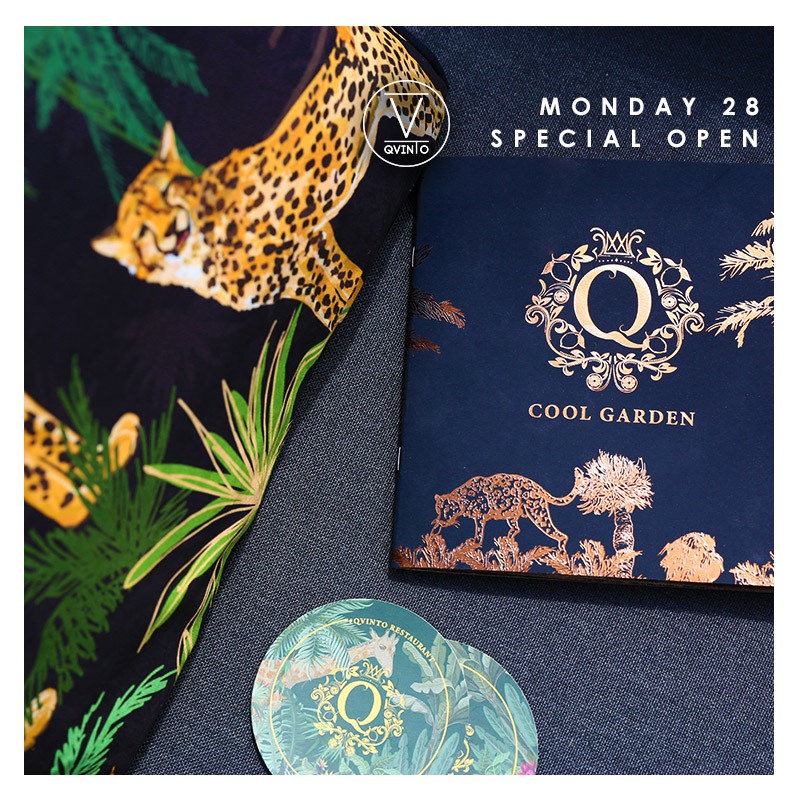 V
QVINTO
MONDAY 28
SPECIAL OPEN
Q
COOL GARDEN
QVINTO RESTAURANT
Q